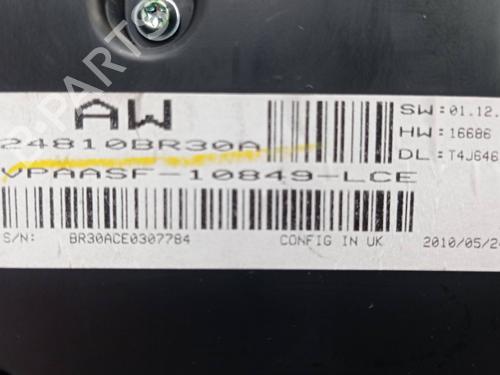 AW
SW:01.12.
24810BR30A
HW:16686
DL:T4J646
VPAASF-10849-LCE
S/N: BR30ACE0307784 CONFIG IN UK 2010/05/2